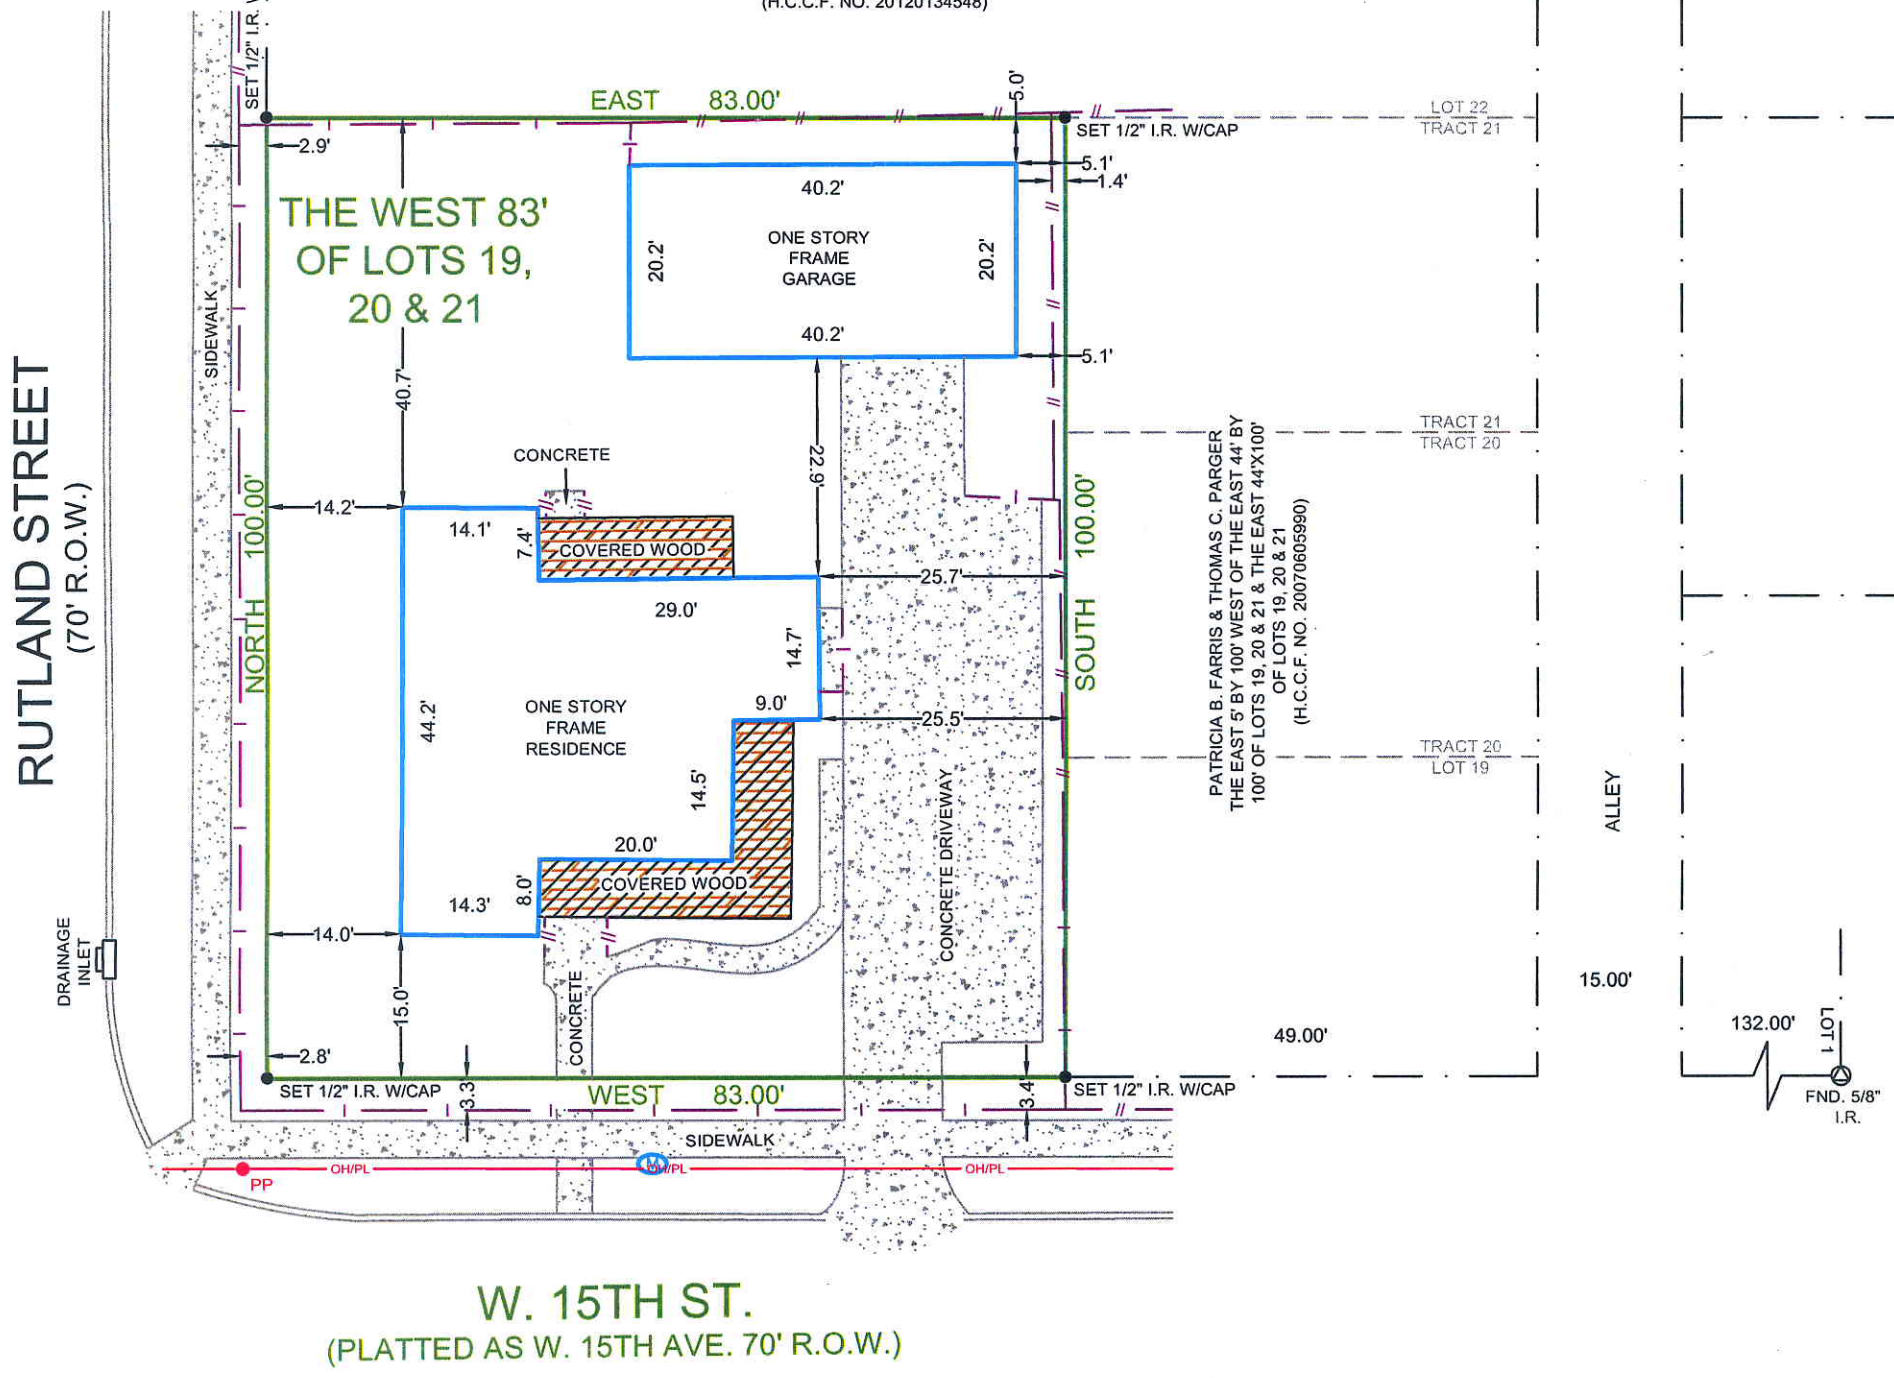 (H.C.C.F. NO. 20120134548)
SET 1/2" I.R.
EAST 83.00'
5.0'
SET 1/2" I.R. W/CAP
LOT 22
TRACT 21
2.9'
5.1'
1.4'
THE WEST 83'
OF LOTS 19,
20 & 21
40.2'
20.2'
ONE STORY
FRAME
GARAGE
20.2'
40.2'
5.1'
SIDEWALK
40.7'
RUTLAND STREET
(70' R.O.W.)
TRACT 21
TRACT 20
CONCRETE
22.9'
NORTH 100.00'
SOUTH 100.00'
14.2'
14.1'
7.4'
COVERED WOOD
25.7'
29.0'
14.7'
PATRICIA B. FARRIS & THOMAS C. PARGER
THE EAST 5' BY 100' WEST OF THE EAST 44' BY
100' OF LOTS 19, 20 & 21 & THE EAST 44'X100'
OF LOTS 19, 20 & 21
(H.C.C.F. NO. 20070605990)
44.2'
ONE STORY
FRAME
RESIDENCE
9.0'
25.5'
14.5'
TRACT 20
LOT 19
ALLEY
CONCRETE DRIVEWAY
20.0'
COVERED WOOD
8.0'
14.3'
14.0'
DRAINAGE
INLET
15.0'
CONCRETE
15.00'
49.00'
132.00'
LOT 1
FND. 5/8"
I.R.
2.8'
SET 1/2" I.R. W/CAP
3.3'
WEST 83.00'
3.4'
SET 1/2" I.R. W/CAP
SIDEWALK
OH/PL
M
OH/PL
OH/PL
PP
W. 15TH ST.
(PLATTED AS W. 15TH AVE. 70' R.O.W.)